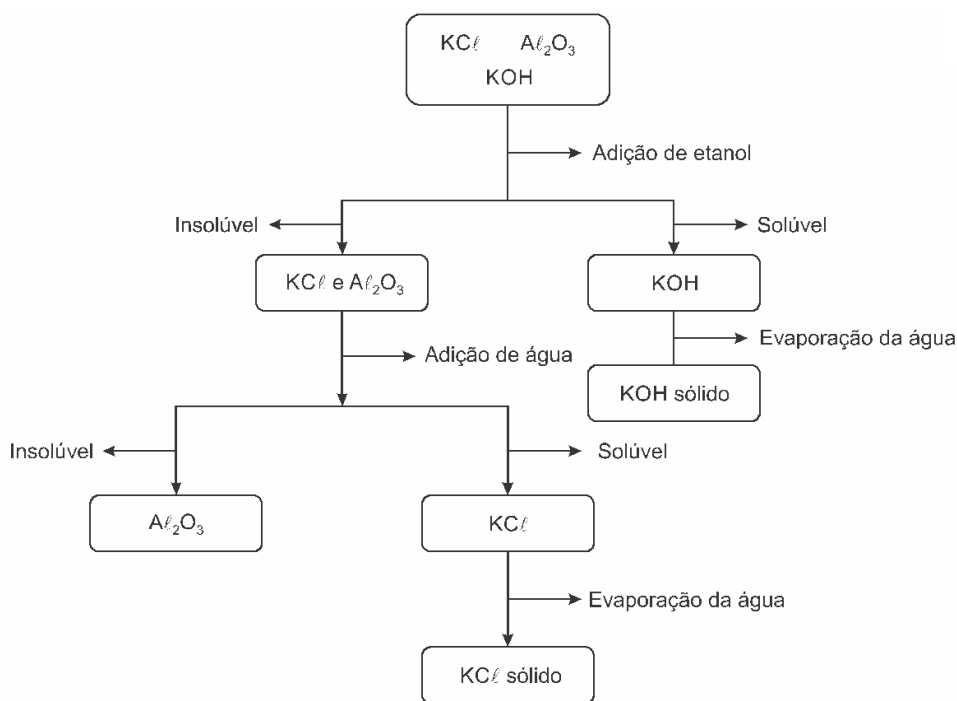 KCℓ Aℓ₂O₃
KOH
Adição de etanol
Insolúvel
Solúvel
KCℓ e Aℓ₂O₃
KOH
Adição de água
Evaporação da água
KOH sólido
Insolúvel
Solúvel
Aℓ₂O₃
KCℓ
Evaporação da água
KCℓ sólido